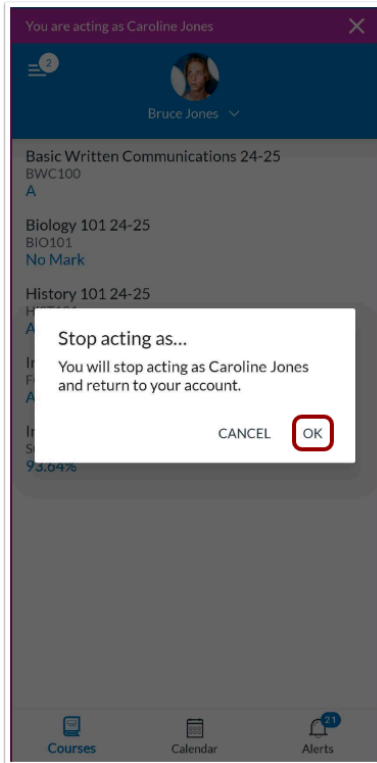 You are acting as Caroline Jones
2
Bruce Jones
Basic Written Communications 24-25
BWC100
A
Biology 101 24-25
BIO101
No Mark
History 101 24-25
A
Stop acting as...
You will stop acting as Caroline Jones
and return to your account.
CANCEL OK
93.64%
21
Courses Calendar Alerts